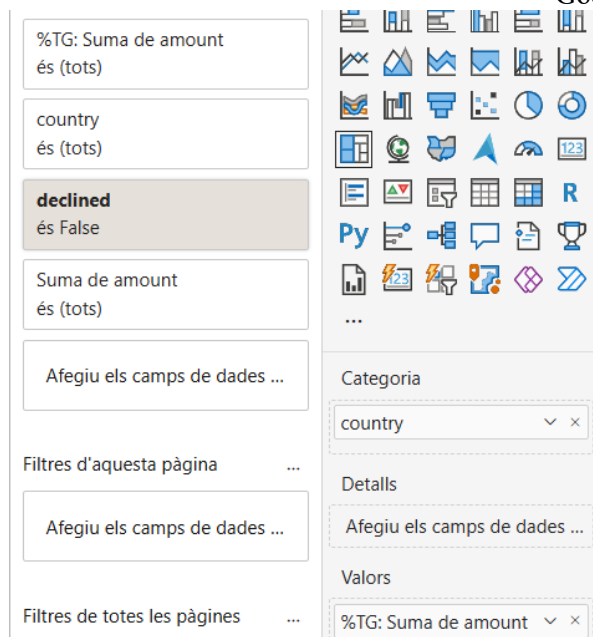 %TG: Suma de amount
és (tots)
country
és (tots)
declined
és False
Suma de amount
és (tots)
Afegiu els camps de dades ...
Filtres d'aquesta pàgina ...
Afegiu els camps de dades ...
Filtres de totes les pàgines ...
123
R
Py
123
...
Categoria
country
Detalls
Afegiu els camps de dades ...
Valors
%TG: Suma de amount